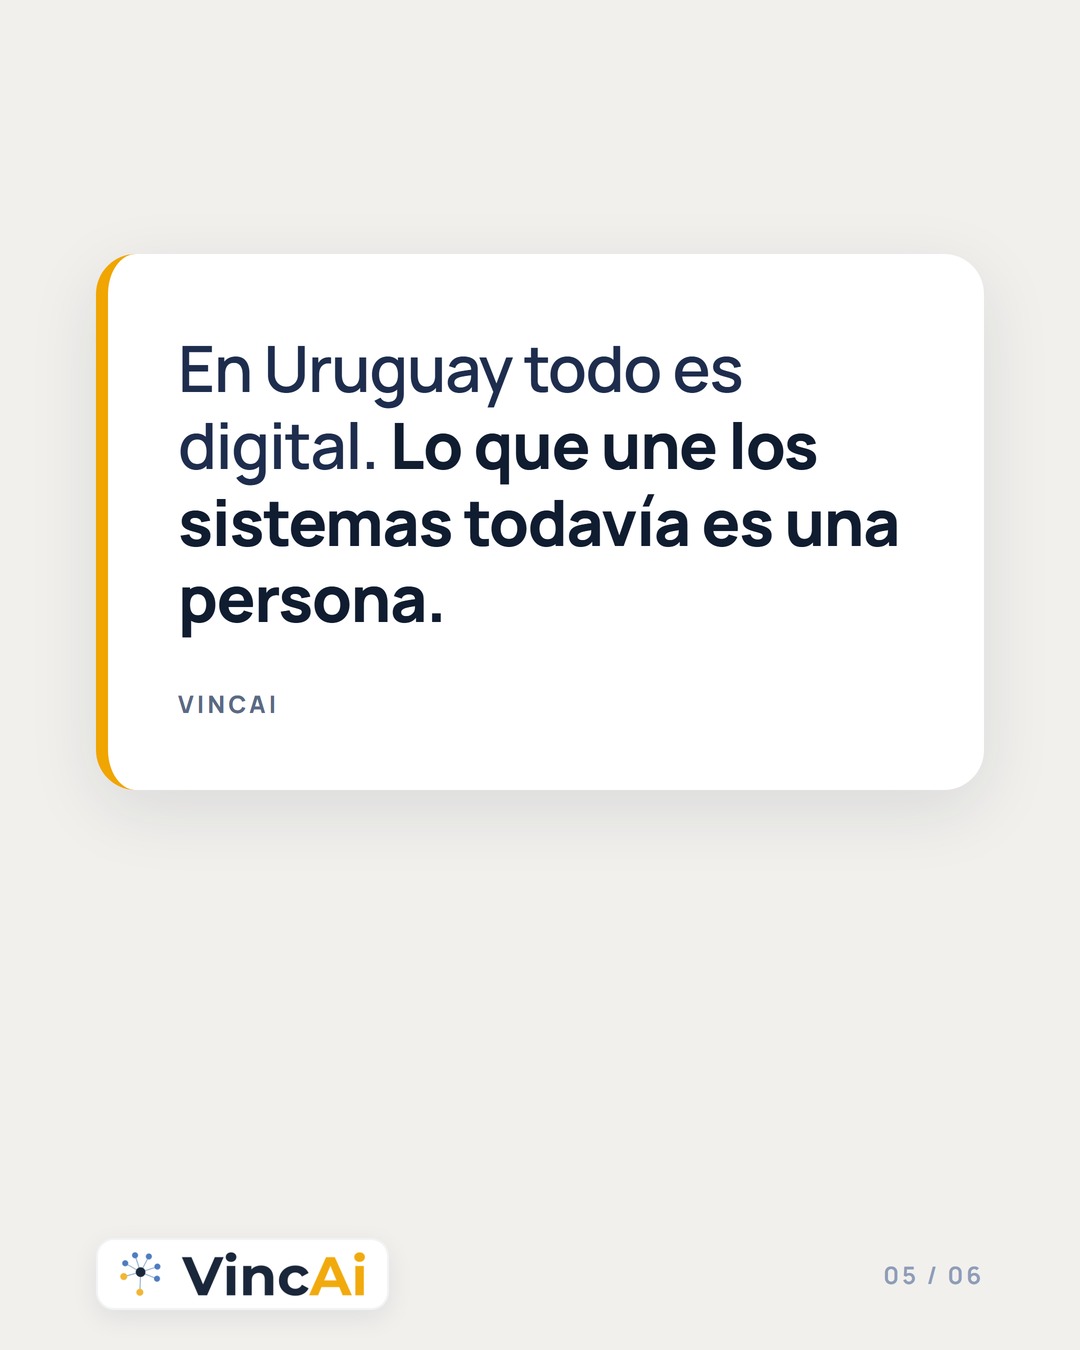 En Uruguay todo es
digital. Lo que une los
sistemas todavía es una
persona.
VINCAI
VincAi
05 / 06